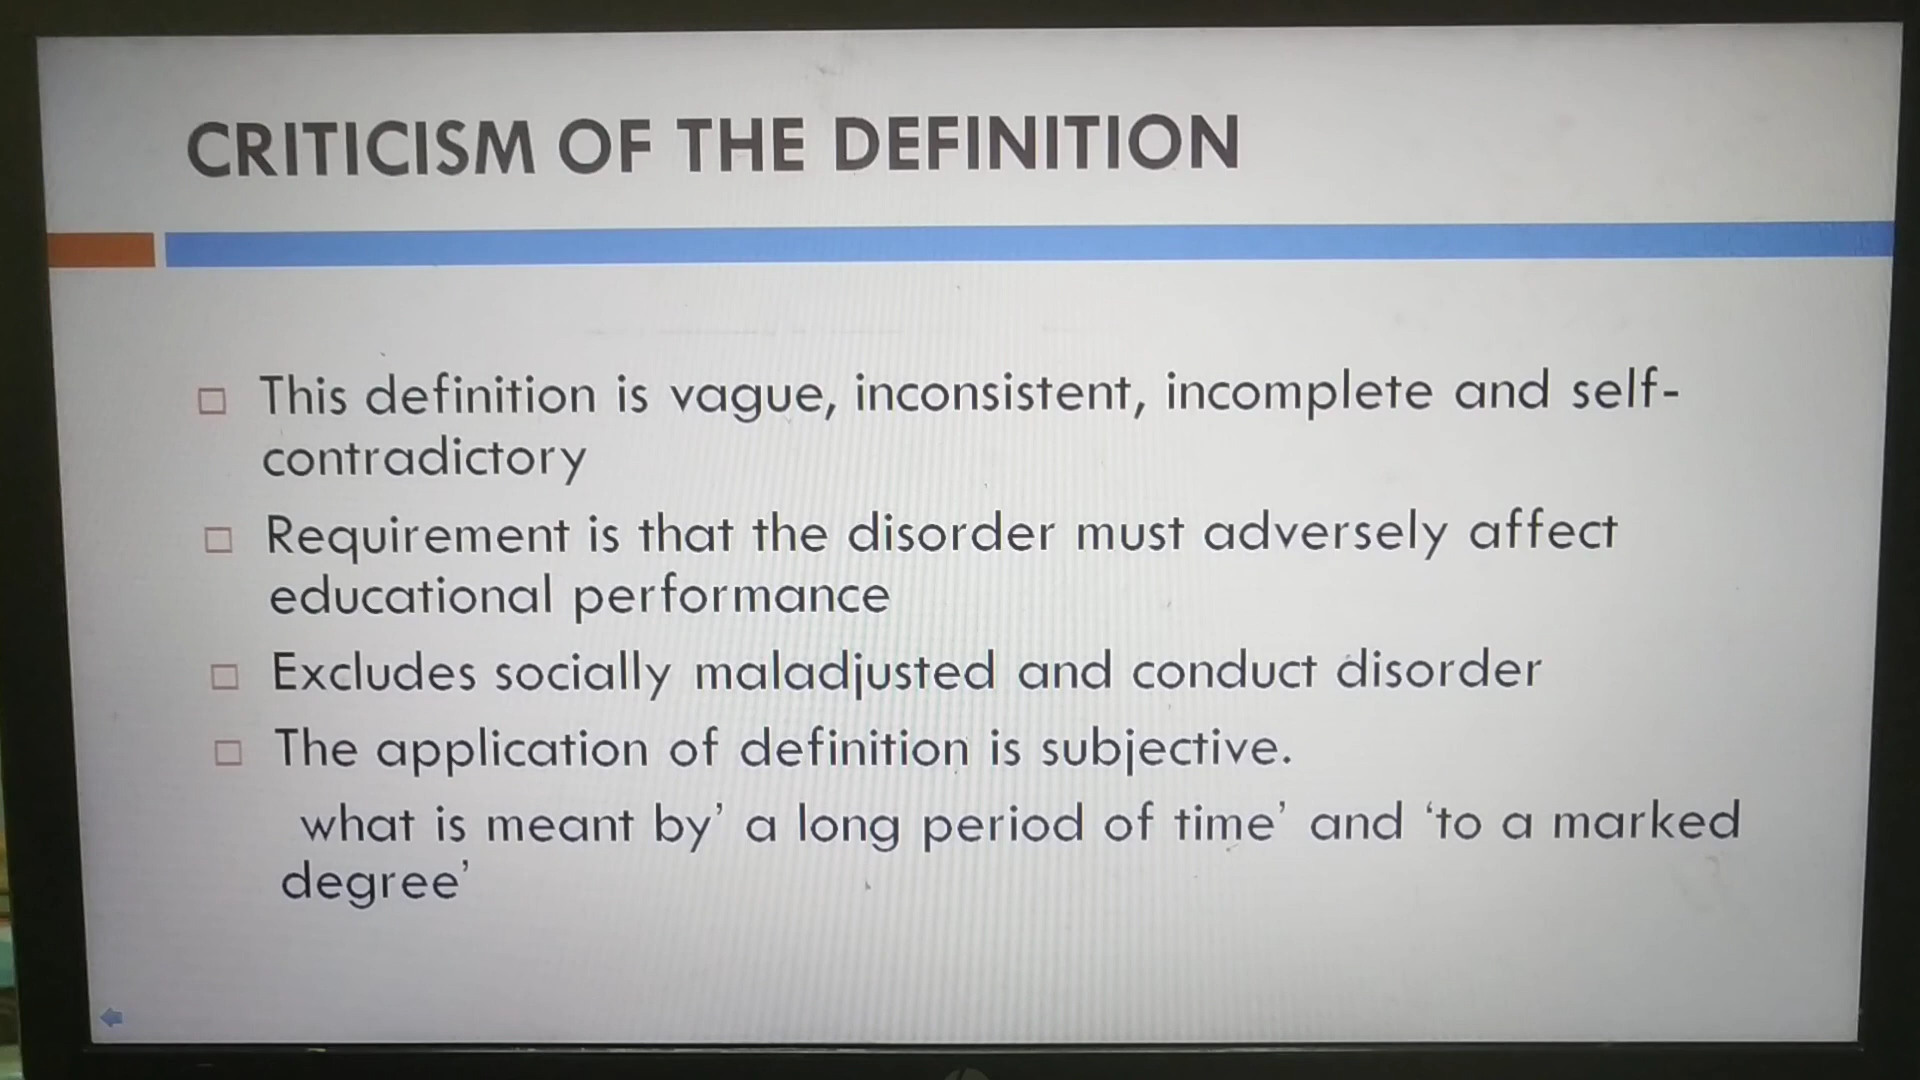 CRITICISM OF THE DEFINITION
This definition is vague, inconsistent, incomplete and self-
contradictory
Requirement is that the disorder must adversely affect
educational performance
Excludes socially maladjusted and conduct disorder
The application of definition is subjective.
what is meant by’ a long period of time’ and ‘to a marked
degree’